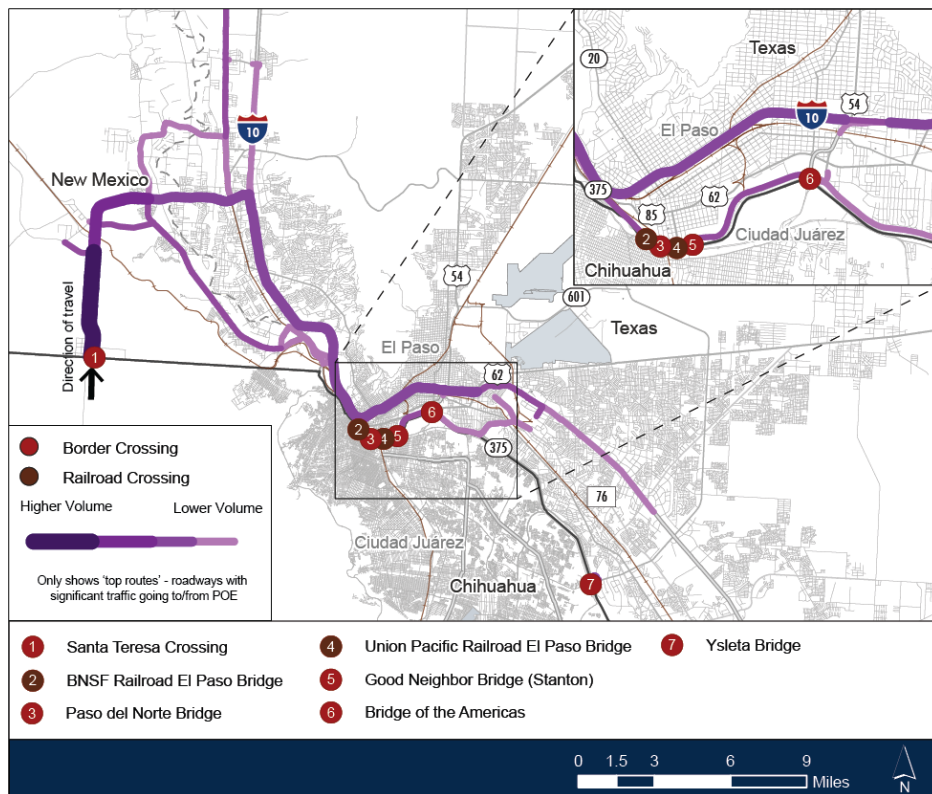 New Mexico
10
Direction of travel
1
El Paso
54
601
Texas
62
6
2
3
4
5
375
76
Ciudad Juárez
Chihuahua
7
Texas
20
54
10
El Paso
375
62
6
85
2
3
4
5
Ciudad Juárez
Chihuahua
Border Crossing
Railroad Crossing
Higher Volume
Lower Volume
Only shows ‘top routes’ - roadways with
significant traffic going to/from POE
1 Santa Teresa Crossing
2 BNSF Railroad El Paso Bridge
3 Paso del Norte Bridge
4 Union Pacific Railroad El Paso Bridge
5 Good Neighbor Bridge (Stanton)
6 Bridge of the Americas
7 Ysleta Bridge
0 1.5 3 6 9
Miles
N